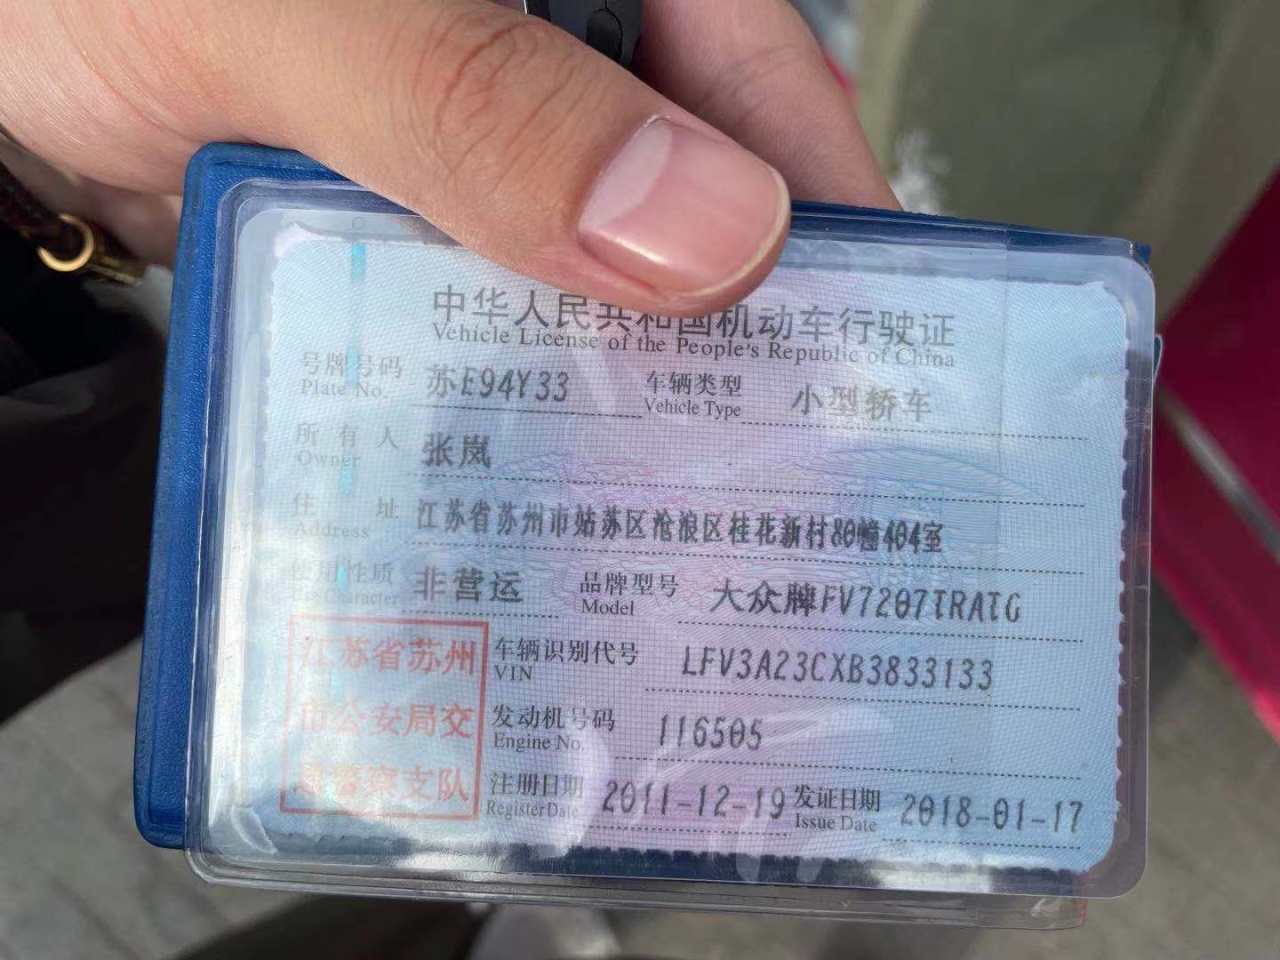 中华人民共和国机动车行驶证
Vehicle License of the People's Republic of China
号牌号码 苏E94Y33 车辆类型 小型轿车
Plate No. Vehicle Type
所有人 张岚
Owner
住址 江苏省苏州市姑苏区沧浪区桂花新村80幢404室
Address
使用性质 非营运 品牌型号 大众牌FV7207TRATG
Use Character Model
江苏省苏州
市公安局交
通警察支队
车辆识别代号 LFV3A23CXB3833133
VIN
发动机号码 116505
Engine No.
注册日期 2011-12-19 发证日期 2018-01-17
Register Date Issue Date